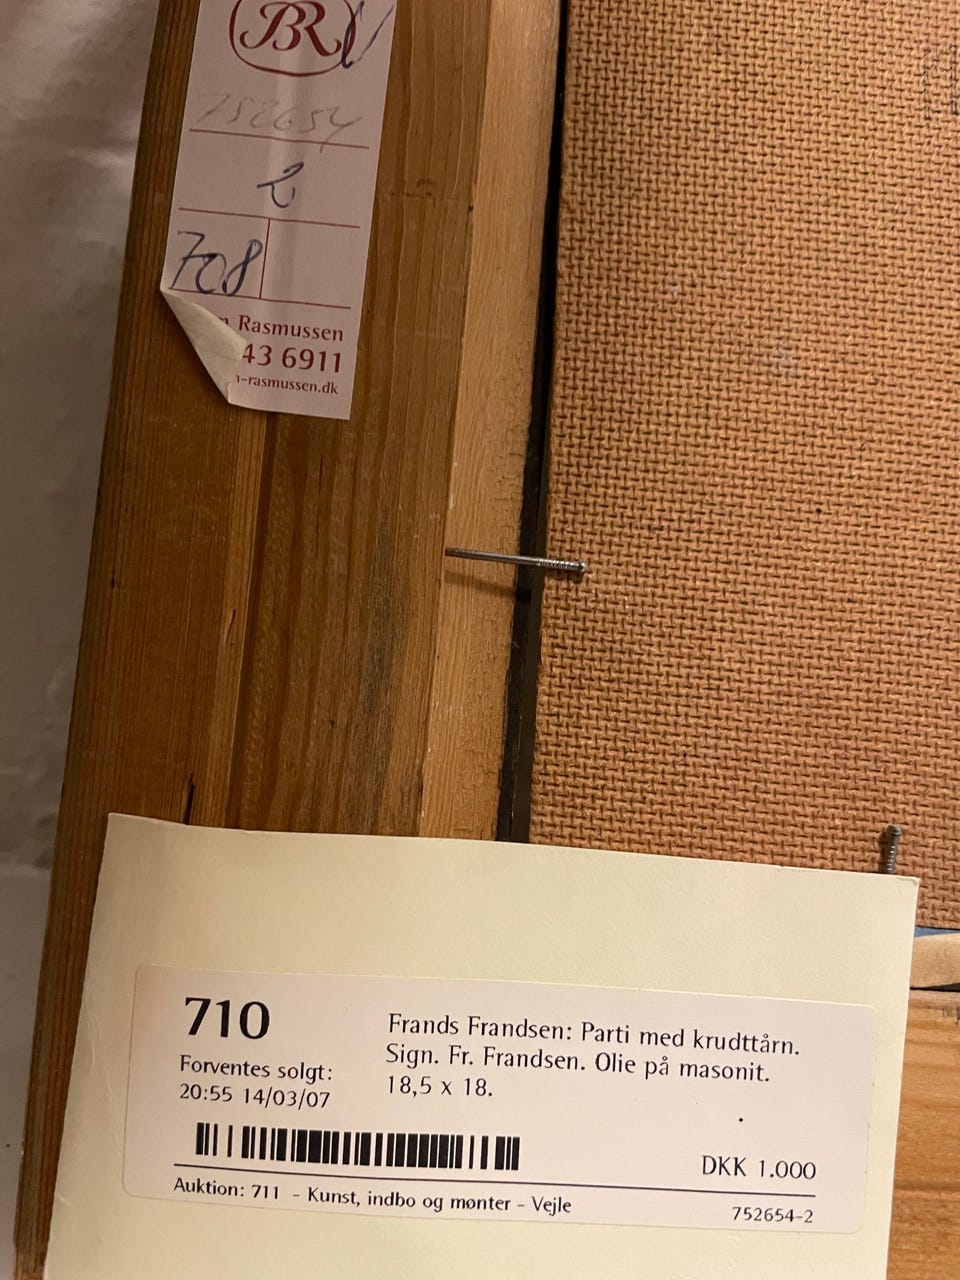 BR
752654
2
708
n Rasmussen
43 6911
n-rasmussen.dk
710
Forventes solgt:
20:55 14/03/07
Frands Frandsen: Parti med krudttårn.
Sign. Fr. Frandsen. Olie på masonit.
18,5 x 18.
DKK 1.000
Auktion: 711 - Kunst, indbo og mønter - Vejle
752654-2